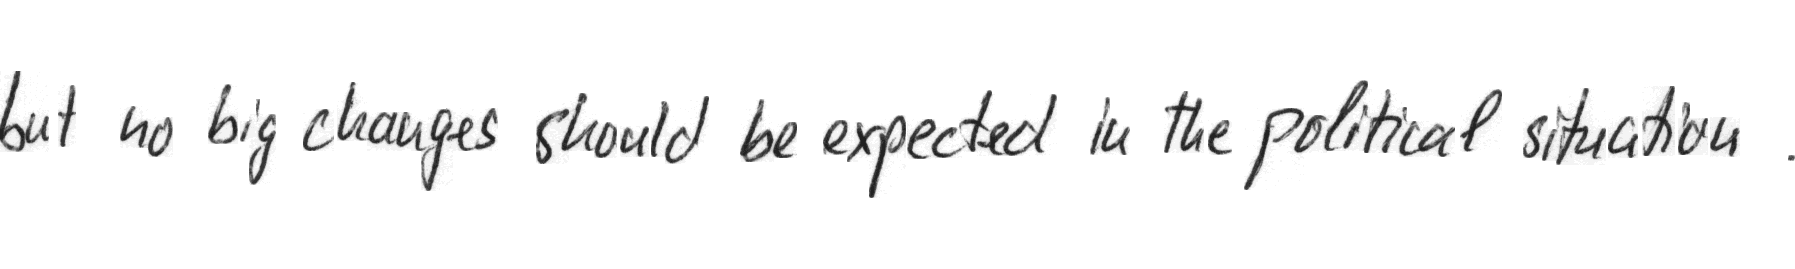 but no big changes should be expected in the political situation .